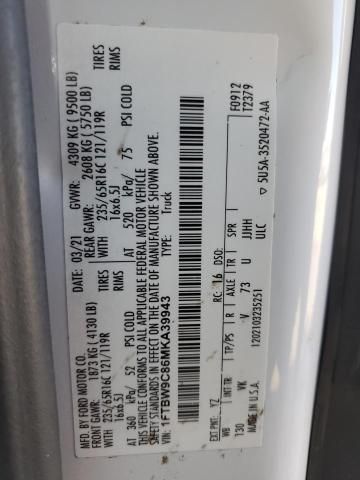 MFD. BY FORD MOTOR CO.
03/21 GVWR: 4309 KG ( 9500 LB)
FRONT GAWR: 1873 KG ( 4130 LB)
REAR GAWR: 2608 KG ( 5750 LB)
WITH
235/65R16C 121/119R TIRES
16x6.5J RIMS
AT 360 kPa/ 52 PSI COLD
WITH
235/65R16C 121/119R TIRES
16x6.5J RIMS
AT 520 kPa/ 75 PSI COLD
THIS VEHICLE CONFORMS TO ALL APPLICABLE FEDERAL MOTOR VEHICLE
SAFETY STANDARDS IN EFFECT ON THE DATE OF MANUFACTURE SHOWN ABOVE.
VIN: 1FTBW9C86MKA39943
TYPE: Truck
F0912
T2379
EXT PNT: YZ RC: 16 DSO:
WB INT TR TP/PS R AXLE TR SPR
130 VK V 73 U JJHH
ULC
MADE IN U.S.A.
1202103235251
▽ 5U5A-3520472-AA